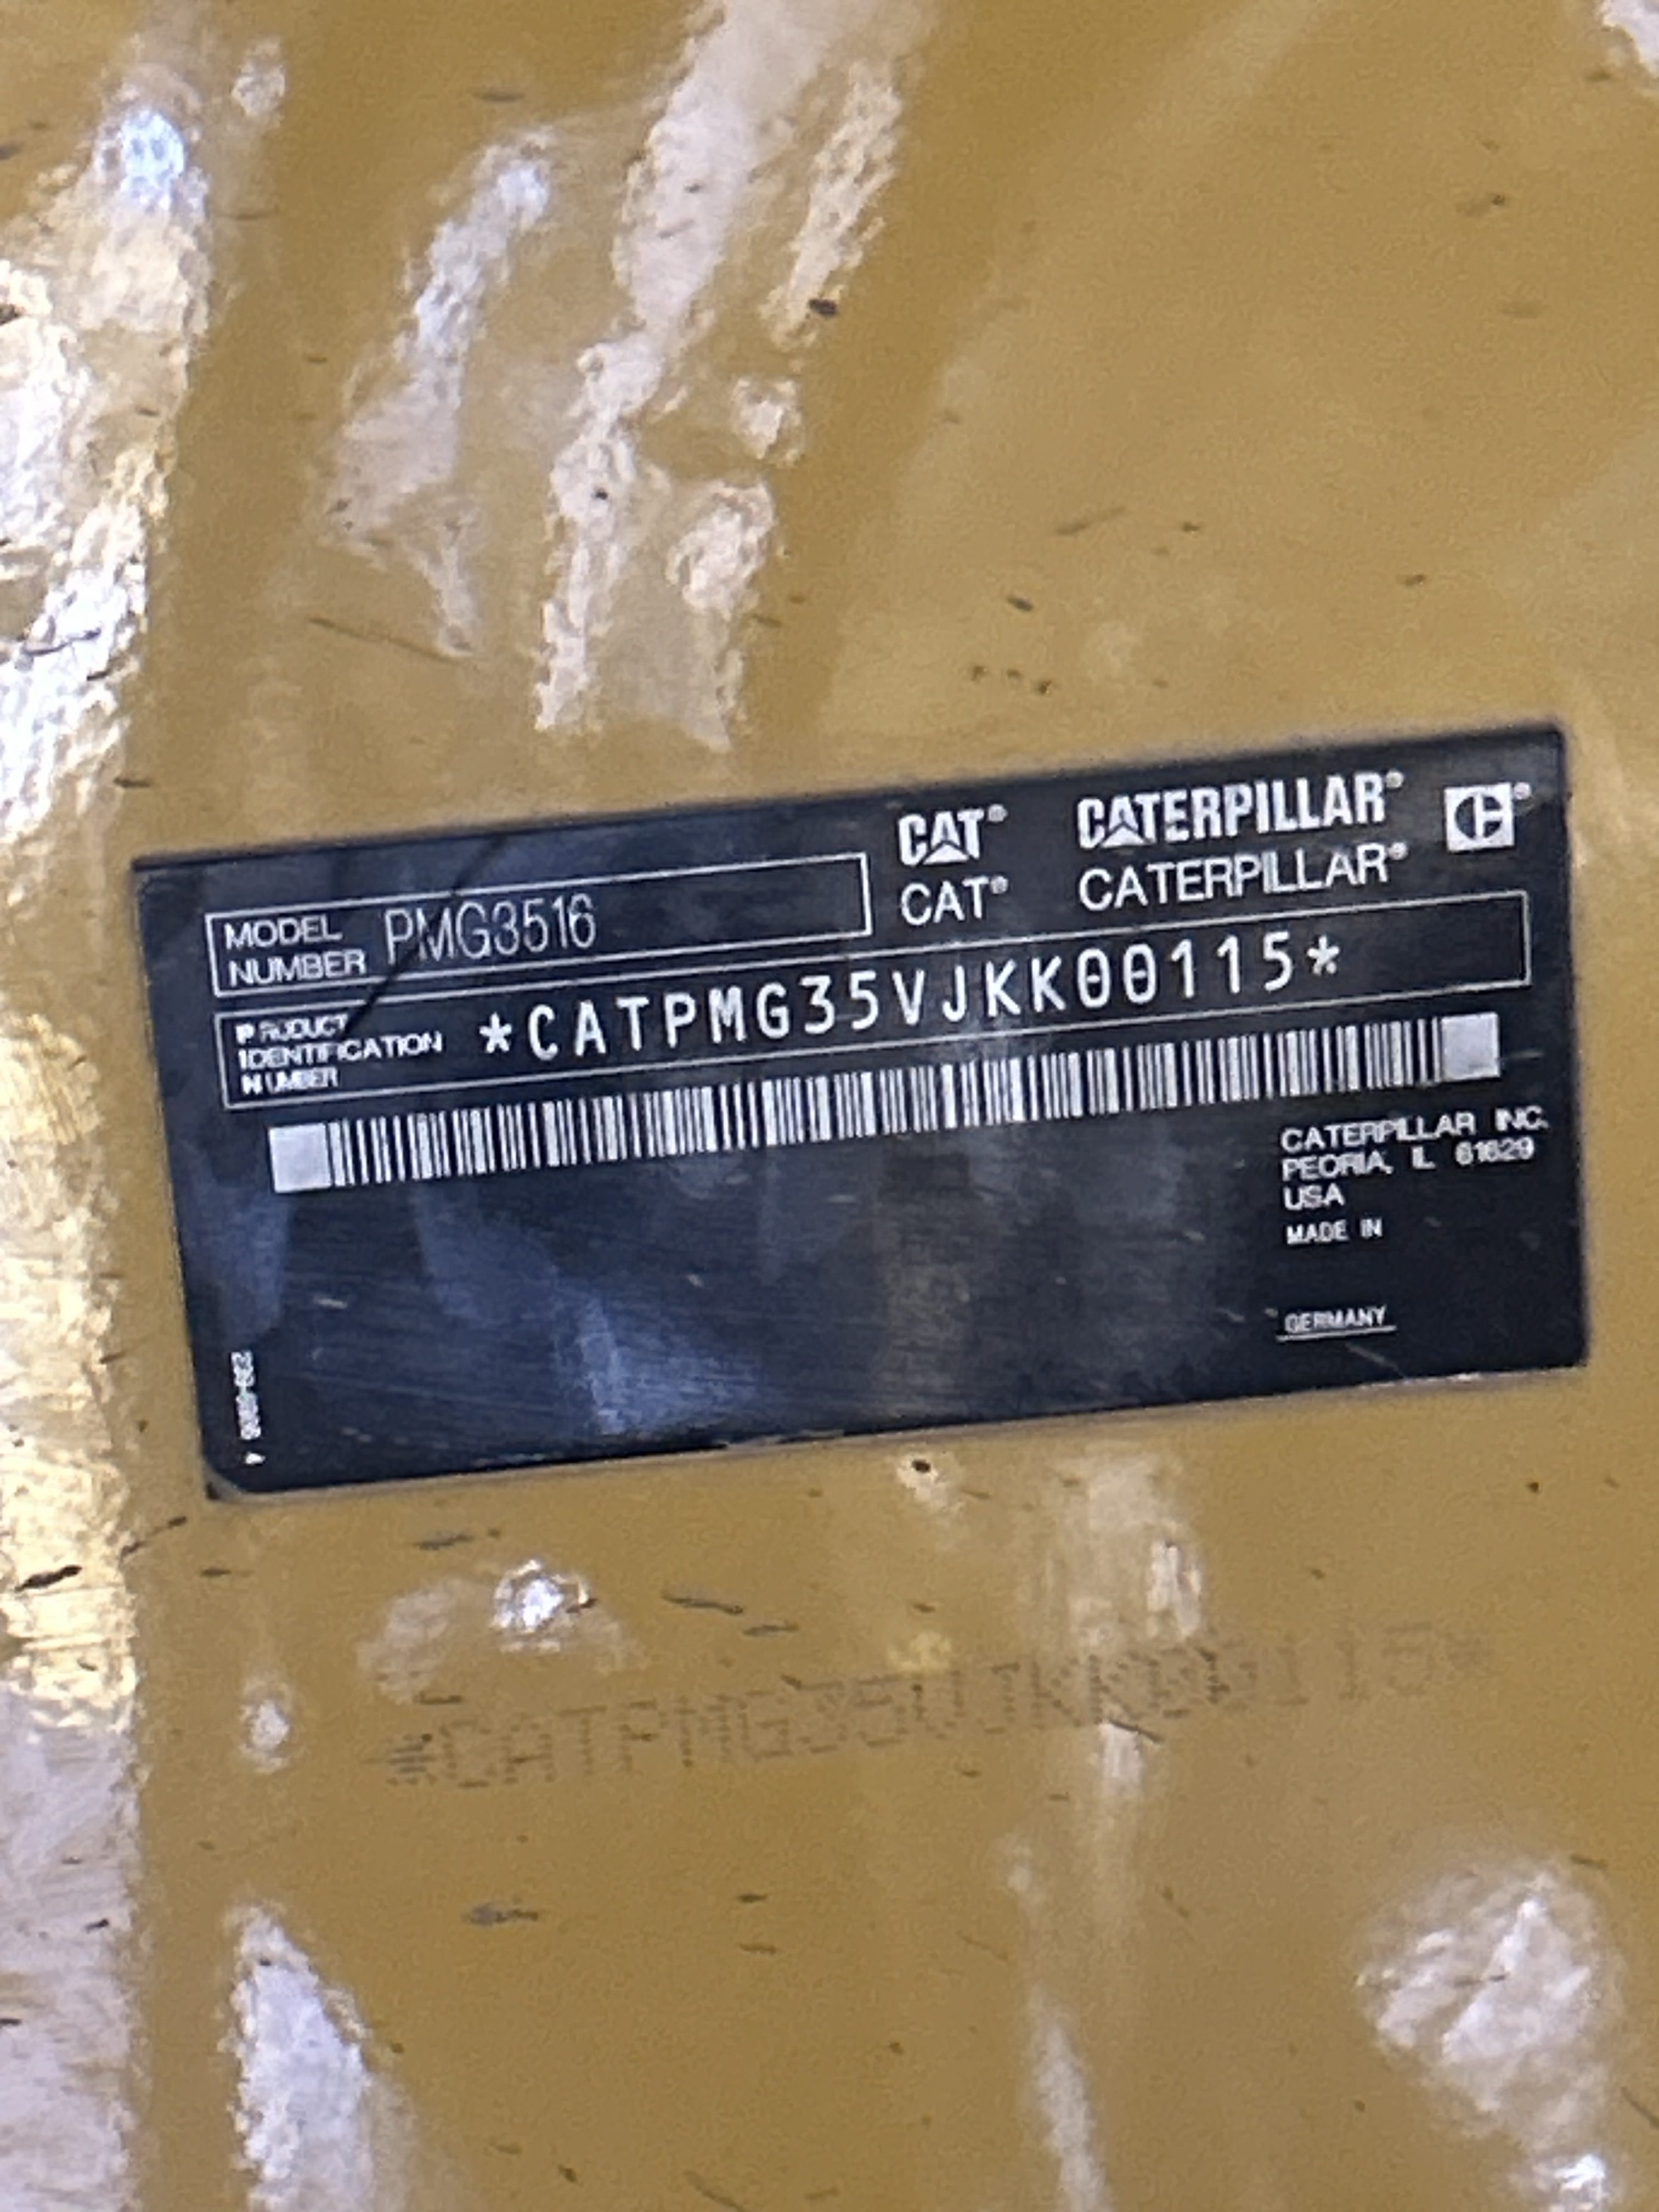 CAT® CATERPILLAR®
CAT® CATERPILLAR®
MODEL NUMBER PMG3516
PRODUCT IDENTIFICATION NUMBER *CATPMG35VJKK00115*
CATERPILLAR INC.
PEORIA, IL 61629
USA
MADE IN
GERMANY
*CATPMG35VJKK00115*